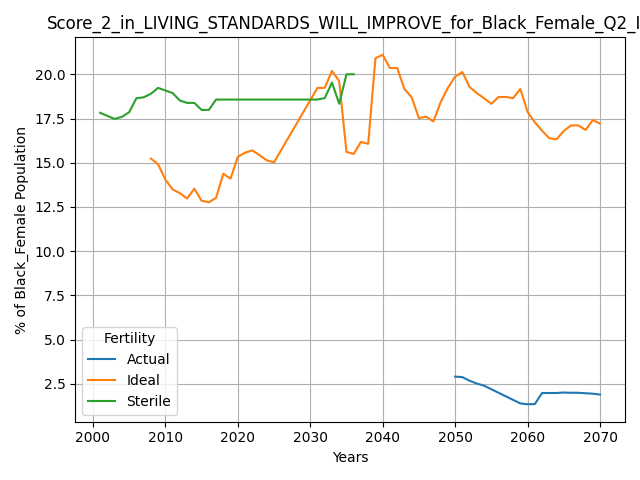 Score_2_in_LIVING_STANDARDS_WILL_IMPROVE_for_Black_Female_Q2_I
% of Black_Female Population
20.0
17.5
15.0
12.5
10.0
7.5
5.0
2.5
Fertility
Actual
Ideal
Sterile
2000
2010
2020
2030
2040
2050
2060
2070
Years